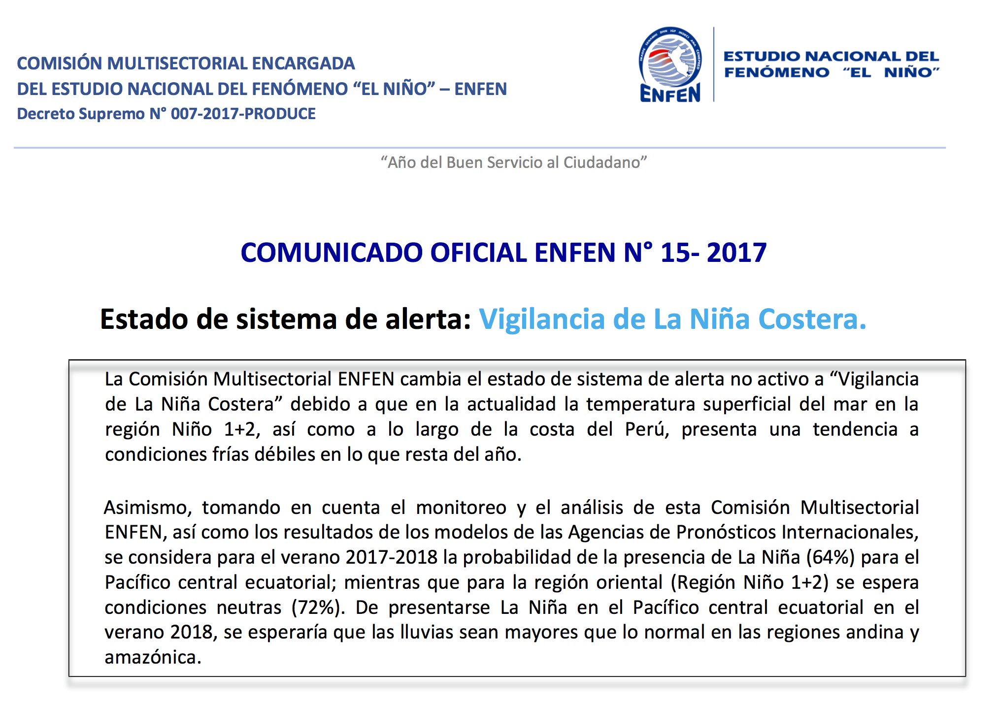 COMISIÓN MULTISECTORIAL ENCARGADA
DEL ESTUDIO NACIONAL DEL FENÓMENO “EL NIÑO” – ENFEN
Decreto Supremo N° 007-2017-PRODUCE
IMARPE SENAMHI DHN IGP INDECI ANA CENEPRED
ENFEN
ESTUDIO NACIONAL DEL
FENÓMENO “EL NIÑO”
“Año del Buen Servicio al Ciudadano”
COMUNICADO OFICIAL ENFEN N° 15- 2017
Estado de sistema de alerta: Vigilancia de La Niña Costera.
La Comisión Multisectorial ENFEN cambia el estado de sistema de alerta no activo a “Vigilancia
de La Niña Costera” debido a que en la actualidad la temperatura superficial del mar en la
región Niño 1+2, así como a lo largo de la costa del Perú, presenta una tendencia a
condiciones frías débiles en lo que resta del año.
Asimismo, tomando en cuenta el monitoreo y el análisis de esta Comisión Multisectorial
ENFEN, así como los resultados de los modelos de las Agencias de Pronósticos Internacionales,
se considera para el verano 2017-2018 la probabilidad de la presencia de La Niña (64%) para el
Pacífico central ecuatorial; mientras que para la región oriental (Región Niño 1+2) se espera
condiciones neutras (72%). De presentarse La Niña en el Pacífico central ecuatorial en el
verano 2018, se esperaría que las lluvias sean mayores que lo normal en las regiones andina y
amazónica.